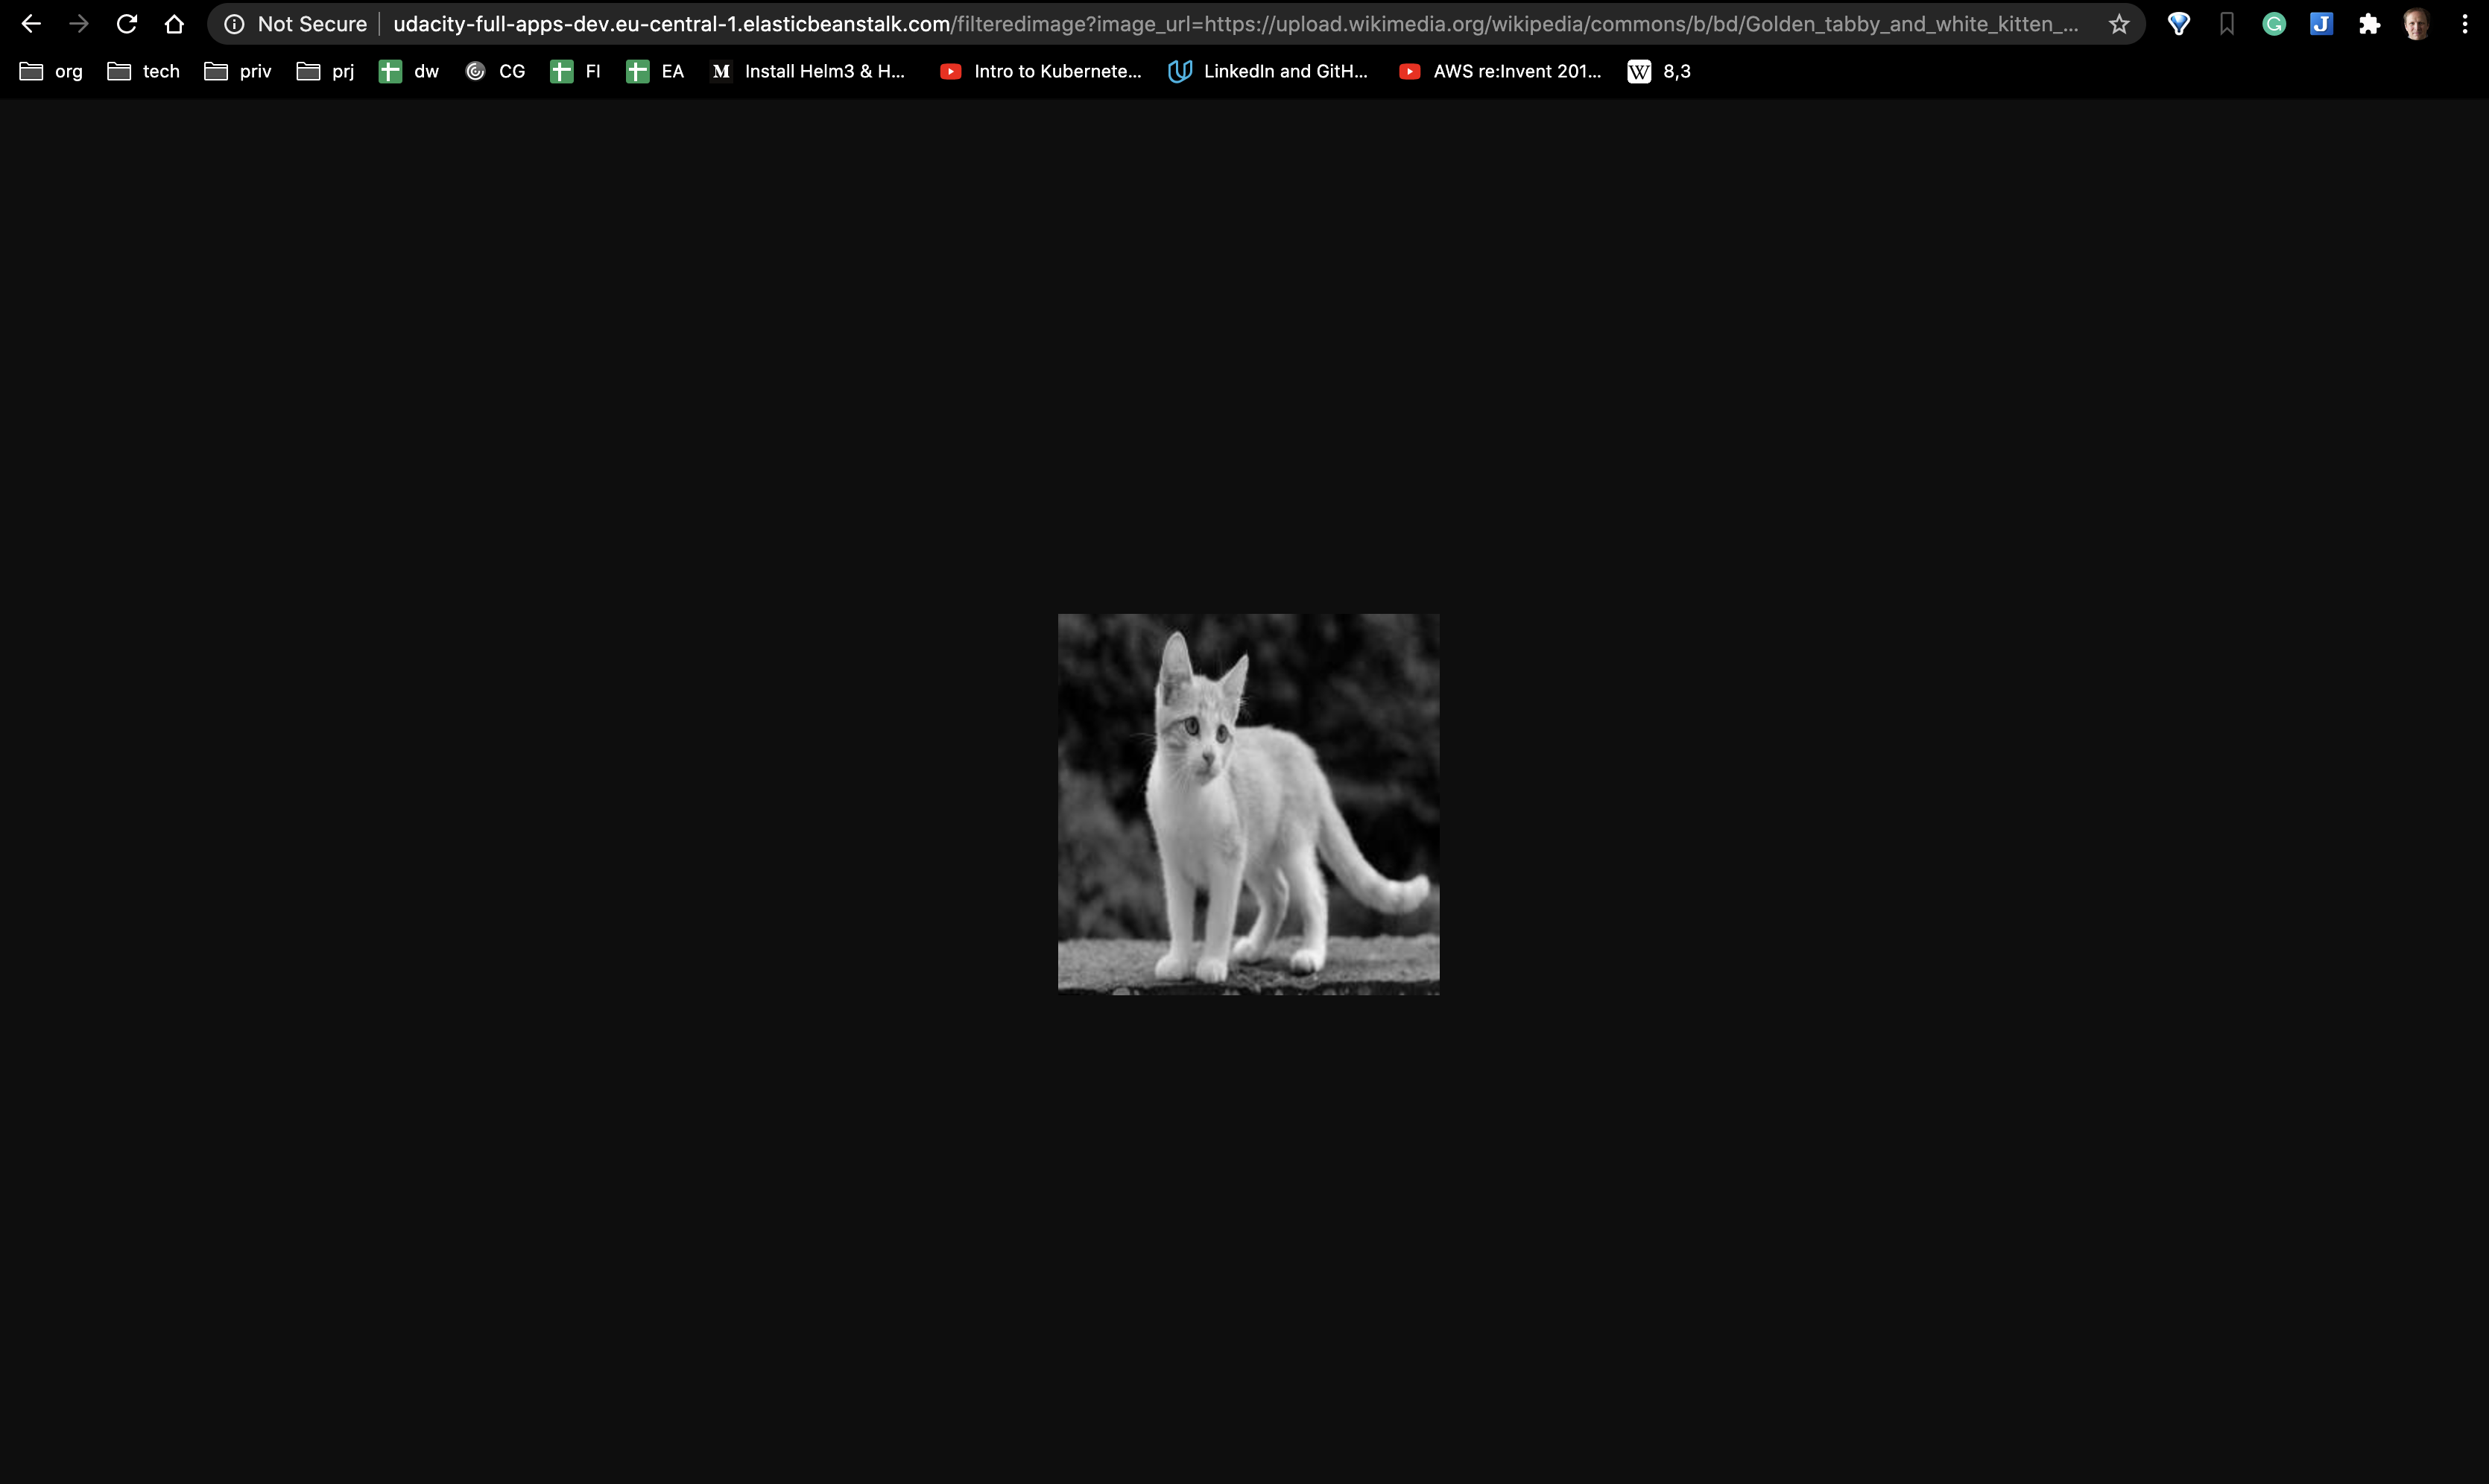 Not Secure | udacity-full-apps-dev.eu-central-1.elasticbeanstalk.com/filteredimage?image_url=https://upload.wikimedia.org/wikipedia/commons/b/bd/Golden_tabby_and_white_kitten_...
org tech priv prj dw CG FI EA M Install Helm3 & H... Intro to Kubernete... LinkedIn and GitH... AWS re:Invent 201... W 8,3